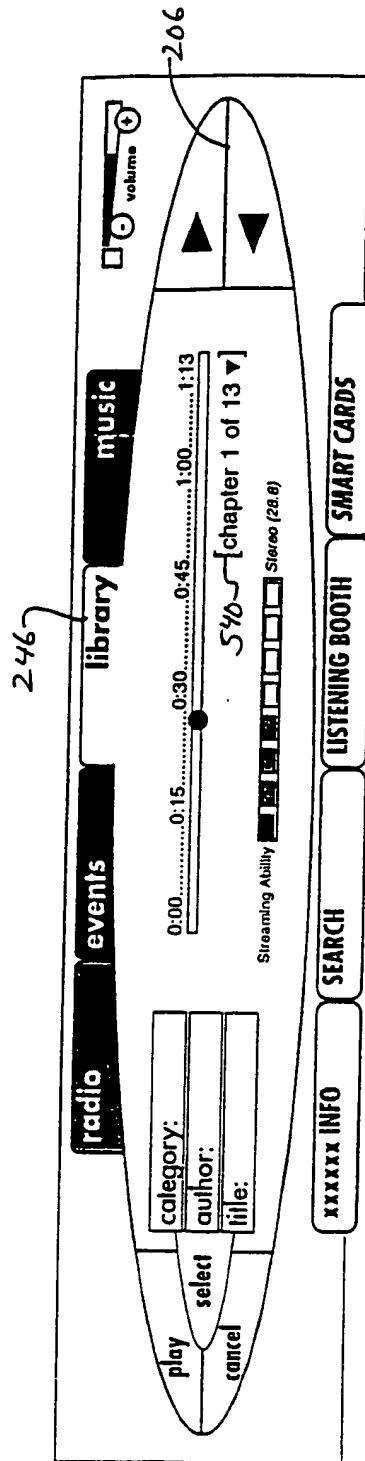 246
206
radio
events
library
music
volume
play
select
cancel
category:
author:
title:
0:00..............0:15..............0:30..............0:45..............1:00..............1:13
540 [chapter 1 of 13 ▼]
Streaming Ability
Stereo (28.8)
xxxxxx INFO
SEARCH
LISTENING BOOTH
SMART CARDS